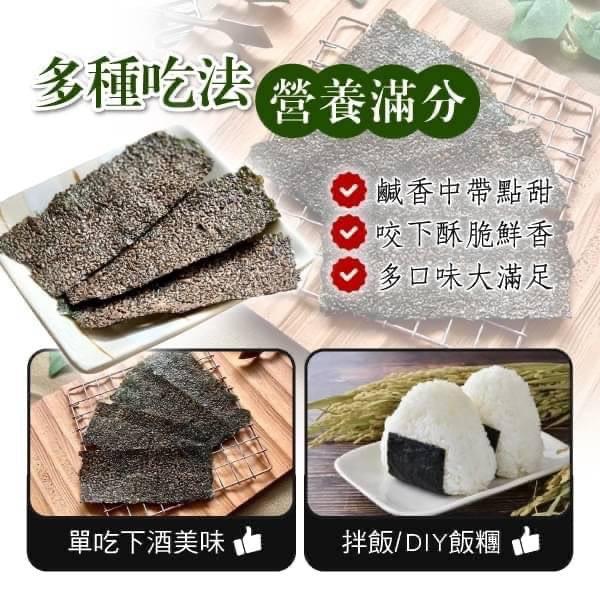 多種吃法 營養滿分
鹹香中帶點甜
咬下酥脆鮮香
多口味大滿足
單吃下酒美味
拌飯/DIY飯糰